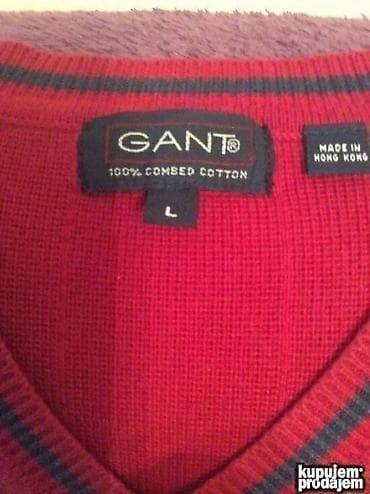 GANT®
100% COMBED COTTON
L
MADE IN
HONG KONG
kupujem
prodajem